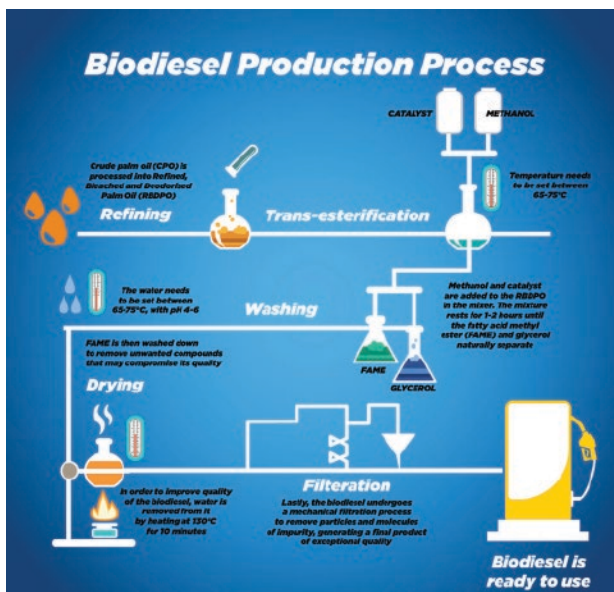 Biodiesel Production Process
CATALYST
METHANOL
Crude palm oil (CPO) is
processed into Refined,
Bleached and Deodorized
Palm Oil (RBDPO)
Temperature needs
to be set between
65-75°C
Refining
Trans-esterification
The water needs
to be set between
65-75°C, with pH 4-6
Washing
Methanol and catalyst
are added to the RBSPO
in the mixer. The mixture
rests for 1-2 hours until
the fatty acid methyl
ester (FAME) and glycerol
naturally separate
FAME is then washed down
to remove unwanted compounds
that may compromise its quality
FAME
GLYCEROL
Drying
In order to improve quality
of the biodiesel, water is
removed from it
by heating at 130°C
for 10 minutes
Filteration
Lastly, the biodiesel undergoes
a mechanical filtration process
to remove particles and molecules
of impurity, generating a final product
of exceptional quality
Biodiesel is
ready to use